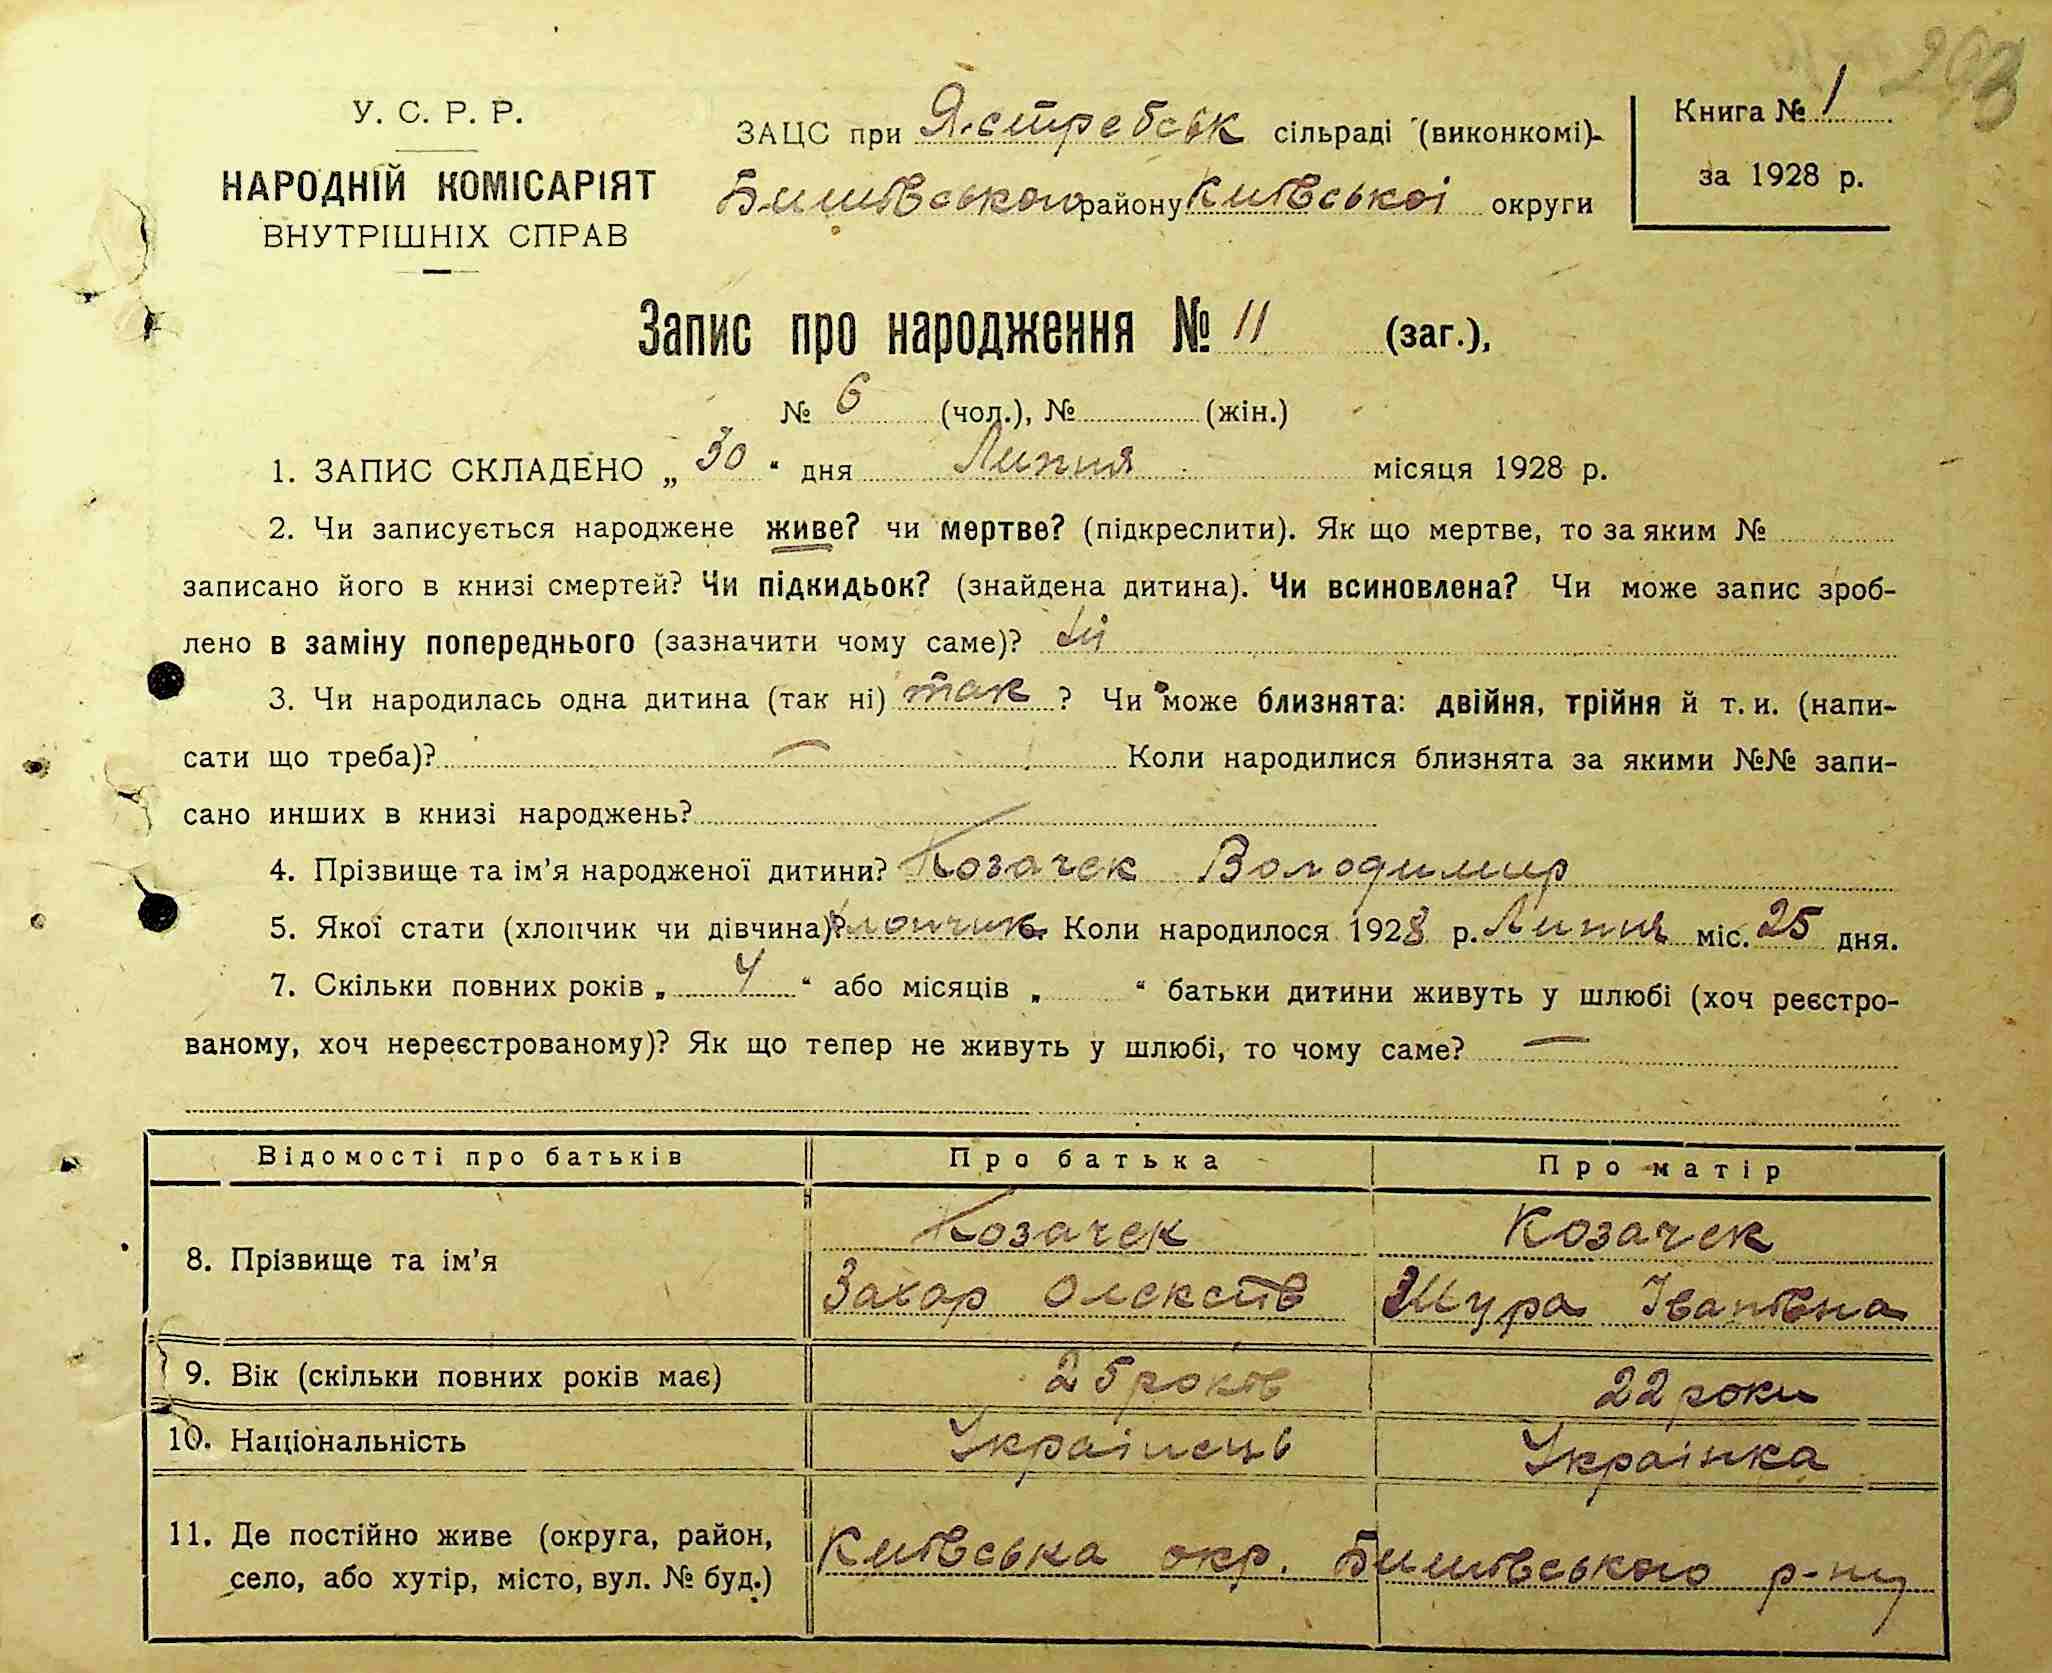 293
У. С. Р. Р.
НАРОДНІЙ КОМІСАРІЯТ
ВНУТРІШНІХ СПРАВ
ЗАЦС при Ястребськ сільраді (виконкомі)
Бишівського району Київської округи
Книга № 1
за 1928 р.
Запис про народження № 11 (заг.),
№ 6 (чол.), № (жін.)
1. ЗАПИС СКЛАДЕНО „ 30 “ дня Липня місяця 1928 р.
2. Чи записується народжене живе? чи мертве? (підкреслити). Як що мертве, то за яким №
записано його в книзі смертей? Чи підкидьок? (знайдена дитина). Чи всиновлена? Чи може запис зроб-
лено в заміну попереднього (зазначити чому саме)? ні
3. Чи народилась одна дитина (так ні) так ? Чи може близнята: двійня, трійня й т. и. (напи-
сати що треба)? — Коли народилися близнята за якими №№ запи-
сано инших в книзі народжень?
4. Прізвище та ім’я народженої дитини? Козачек Володимир
5. Якої стати (хлопчик чи дівчина)? хлопчик Коли народилося 1928 р. Липня міс. 25 дня.
7. Скільки повних років „ 4 “ або місяців „ “ батьки дитини живуть у шлюбі (хоч реєстро-
ваному, хоч нереєстрованому)? Як що тепер не живуть у шлюбі, то чому саме? —
Відомості про батьків Про батька Про матір
8. Прізвище та ім’я
Козачек Козачек
Захар Олексів Шура Іванівна
9. Вік (скільки повних років має) 25 років 22 роки
10. Національність Украінець Украінка
11. Де постійно живе (округа, район,
село, або хутір, місто, вул. № буд.)
Київська окр. Бишівського р-ну